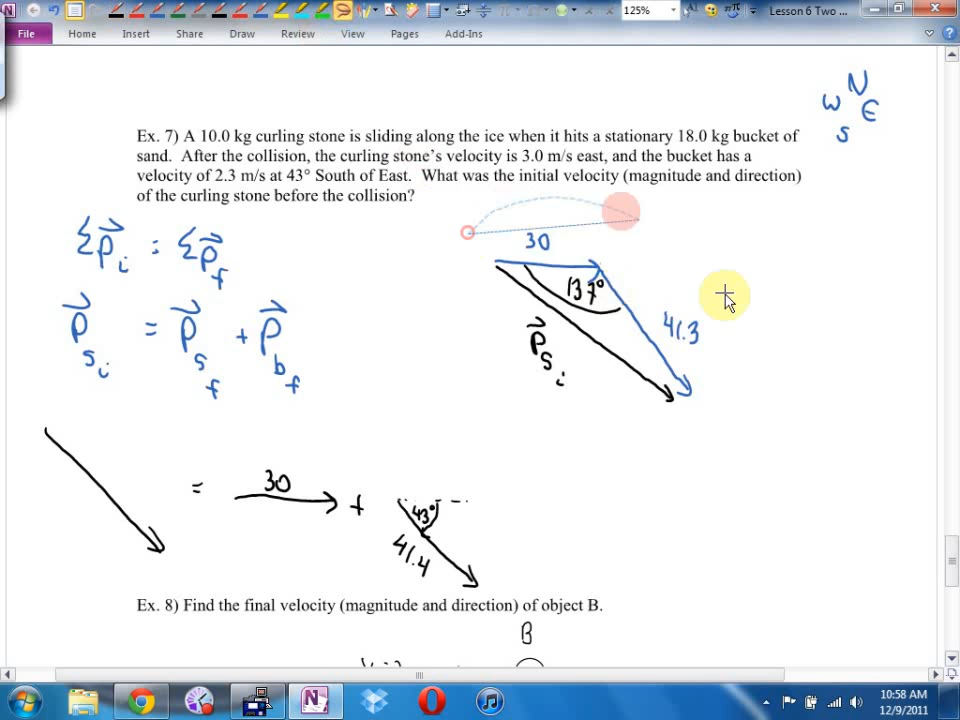 125% Lesson 6 Two ...
File Home Insert Share Draw Review View Pages Add-Ins
N
W E
S
Ex. 7) A 10.0 kg curling stone is sliding along the ice when it hits a stationary 18.0 kg bucket of
sand. After the collision, the curling stone's velocity is 3.0 m/s east, and the bucket has a
velocity of 2.3 m/s at 43° South of East. What was the initial velocity (magnitude and direction)
of the curling stone before the collision?
Σp⃗i = Σp⃗f
30
137°
p⃗si = p⃗sf + p⃗bf
41.3
p⃗si
= 30 + 43°
41.4
Ex. 8) Find the final velocity (magnitude and direction) of object B.
B
10:58 AM
12/9/2011